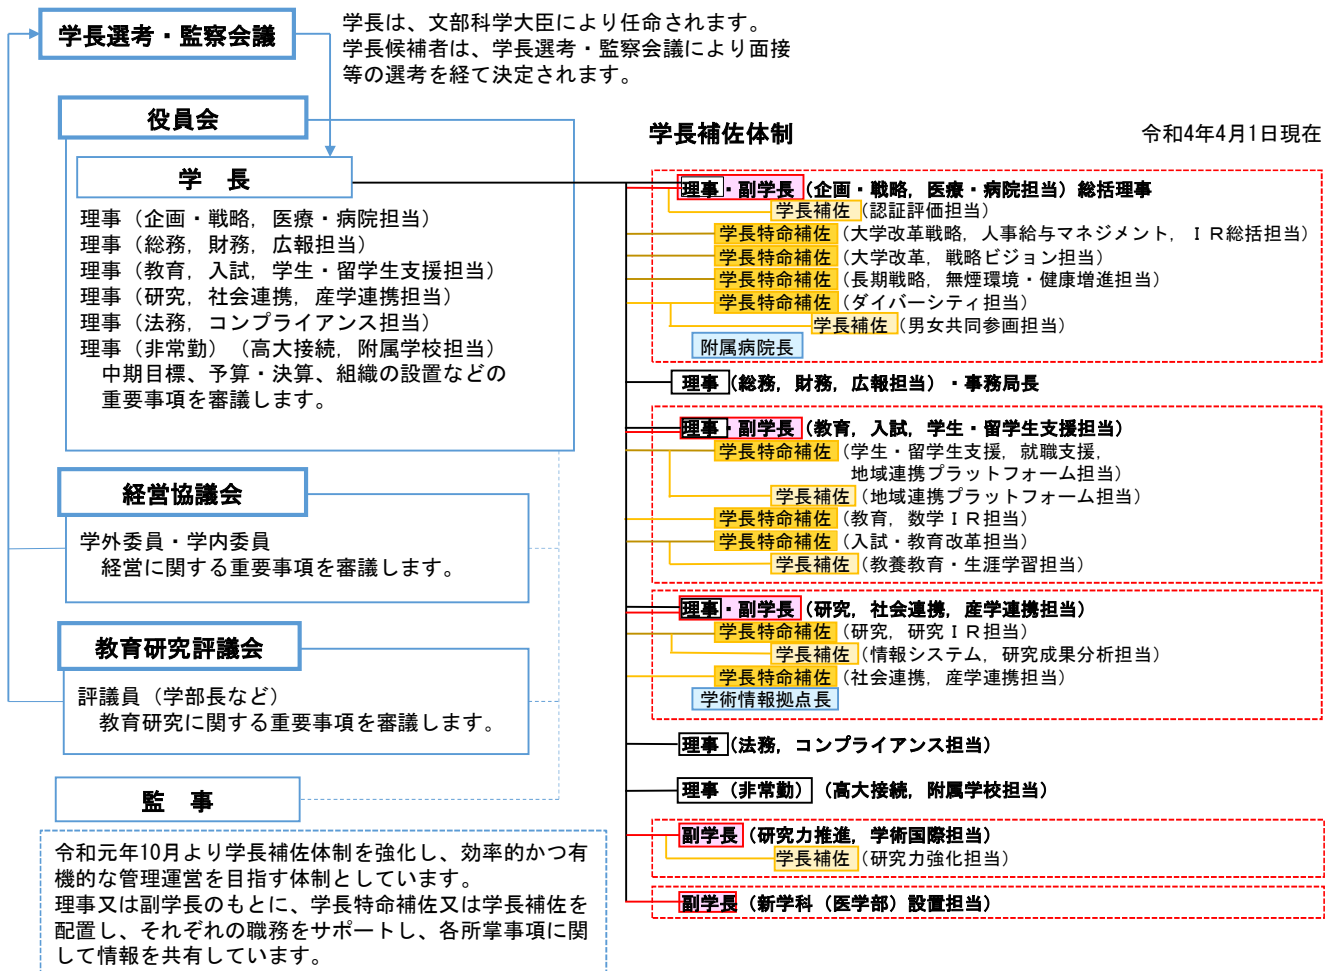 学長選考・監察会議
学長は、文部科学大臣により任命されます。
学長候補者は、学長選考・監察会議により面接
等の選考を経て決定されます。
役員会
学　長
理事（企画・戦略，医療・病院担当）
理事（総務，財務，広報担当）
理事（教育，入試，学生・留学生支援担当）
理事（研究，社会連携，産学連携担当）
理事（法務，コンプライアンス担当）
理事（非常勤）（高大接続，附属学校担当）
中期目標、予算・決算、組織の設置などの
重要事項を審議します。
経営協議会
学外委員・学内委員
経営に関する重要事項を審議します。
教育研究評議会
評議員（学部長など）
教育研究に関する重要事項を審議します。
監　事
令和元年10月より学長補佐体制を強化し、効率的かつ有
機的な管理運営を目指す体制としています。
理事又は副学長のもとに、学長特命補佐又は学長補佐を
配置し、それぞれの職務をサポートし、各所掌事項に関
して情報を共有しています。
学長補佐体制
令和4年4月1日現在
理事・副学長（企画・戦略，医療・病院担当）総括理事
学長補佐（認証評価担当）
学長特命補佐（大学改革戦略，人事給与マネジメント，ＩＲ総括担当）
学長特命補佐（大学改革，戦略ビジョン担当）
学長特命補佐（長期戦略，無煙環境・健康増進担当）
学長特命補佐（ダイバーシティ担当）
学長補佐（男女共同参画担当）
附属病院長
理事（総務，財務，広報担当）・事務局長
理事・副学長（教育，入試，学生・留学生支援担当）
学長特命補佐（学生・留学生支援，就職支援，
地域連携プラットフォーム担当）
学長補佐（地域連携プラットフォーム担当）
学長特命補佐（教育，数学ＩＲ担当）
学長特命補佐（入試・教育改革担当）
学長補佐（教養教育・生涯学習担当）
理事・副学長（研究，社会連携，産学連携担当）
学長特命補佐（研究，研究ＩＲ担当）
学長補佐（情報システム，研究成果分析担当）
学長特命補佐（社会連携，産学連携担当）
学術情報拠点長
理事（法務，コンプライアンス担当）
理事（非常勤）（高大接続，附属学校担当）
副学長（研究力推進，学術国際担当）
学長補佐（研究力強化担当）
副学長（新学科（医学部）設置担当）